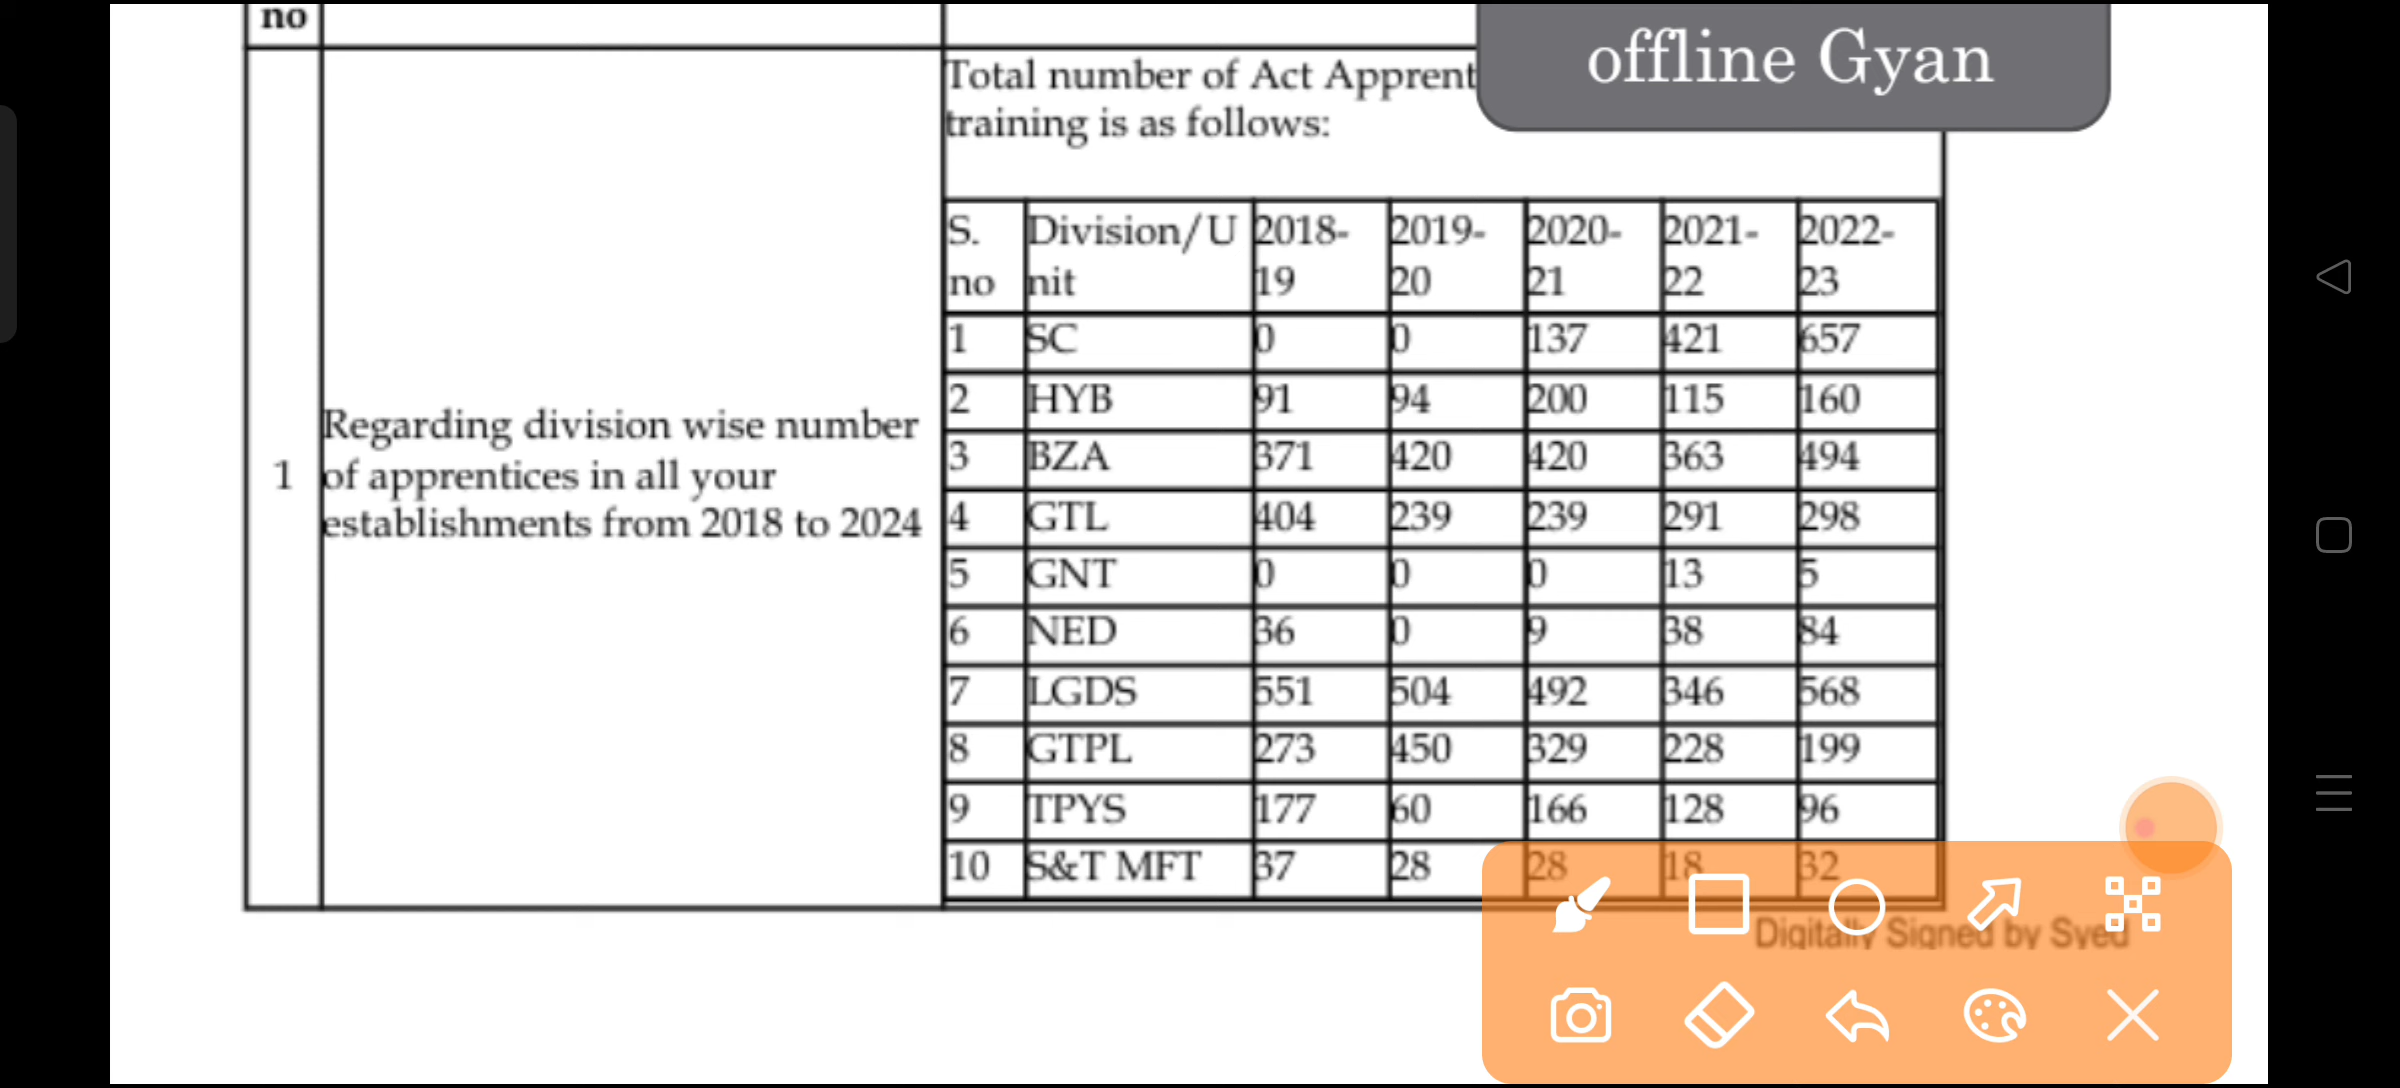 no
offline Gyan
Total number of Act Apprent
training is as follows:
S. no Division/Unit 2018-19 2019-20 2020-21 2021-22 2022-23
1 SC 0 0 137 421 657
2 HYB 91 94 200 115 160
3 BZA 371 420 420 363 494
4 GTL 404 239 239 291 298
5 GNT 0 0 0 13 5
6 NED 36 0 9 38 84
7 LGDS 551 504 492 346 568
8 GTPL 273 450 329 228 199
9 TPYS 177 60 166 128 96
10 S&T MFT 37 28 28 18 32
1
Regarding division wise number
of apprentices in all your
establishments from 2018 to 2024
Digitally Signed by Syed